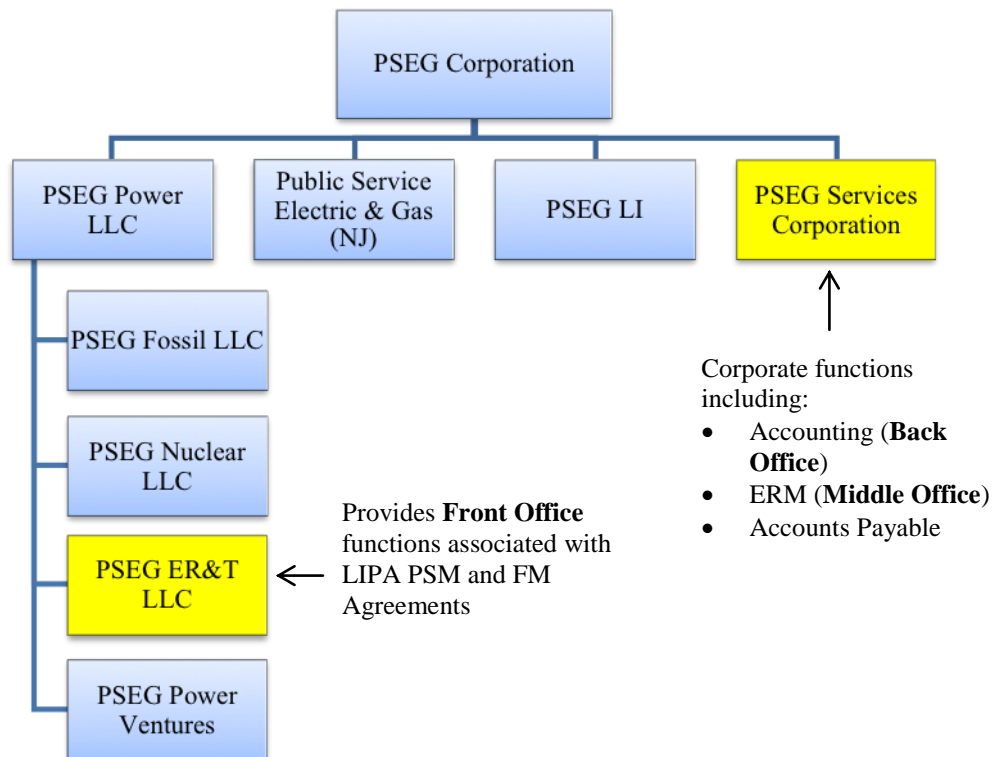 PSEG Corporation
PSEG Power
LLC
Public Service
Electric & Gas
(NJ)
PSEG LI
PSEG Services
Corporation
PSEG Fossil LLC
PSEG Nuclear
LLC
PSEG ER&T
LLC
PSEG Power
Ventures
Provides Front Office
functions associated with
LIPA PSM and FM
Agreements
Corporate functions
including:
• Accounting (Back
Office)
• ERM (Middle Office)
• Accounts Payable